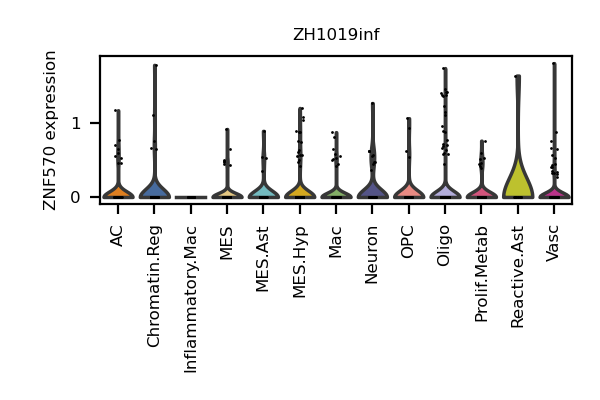 ZH1019inf
ZNF570 expression
1
0
AC
Chromatin.Reg
Inflammatory.Mac
MES
MES.Ast
MES.Hyp
Mac
Neuron
OPC
Oligo
Prolif.Metab
Reactive.Ast
Vasc